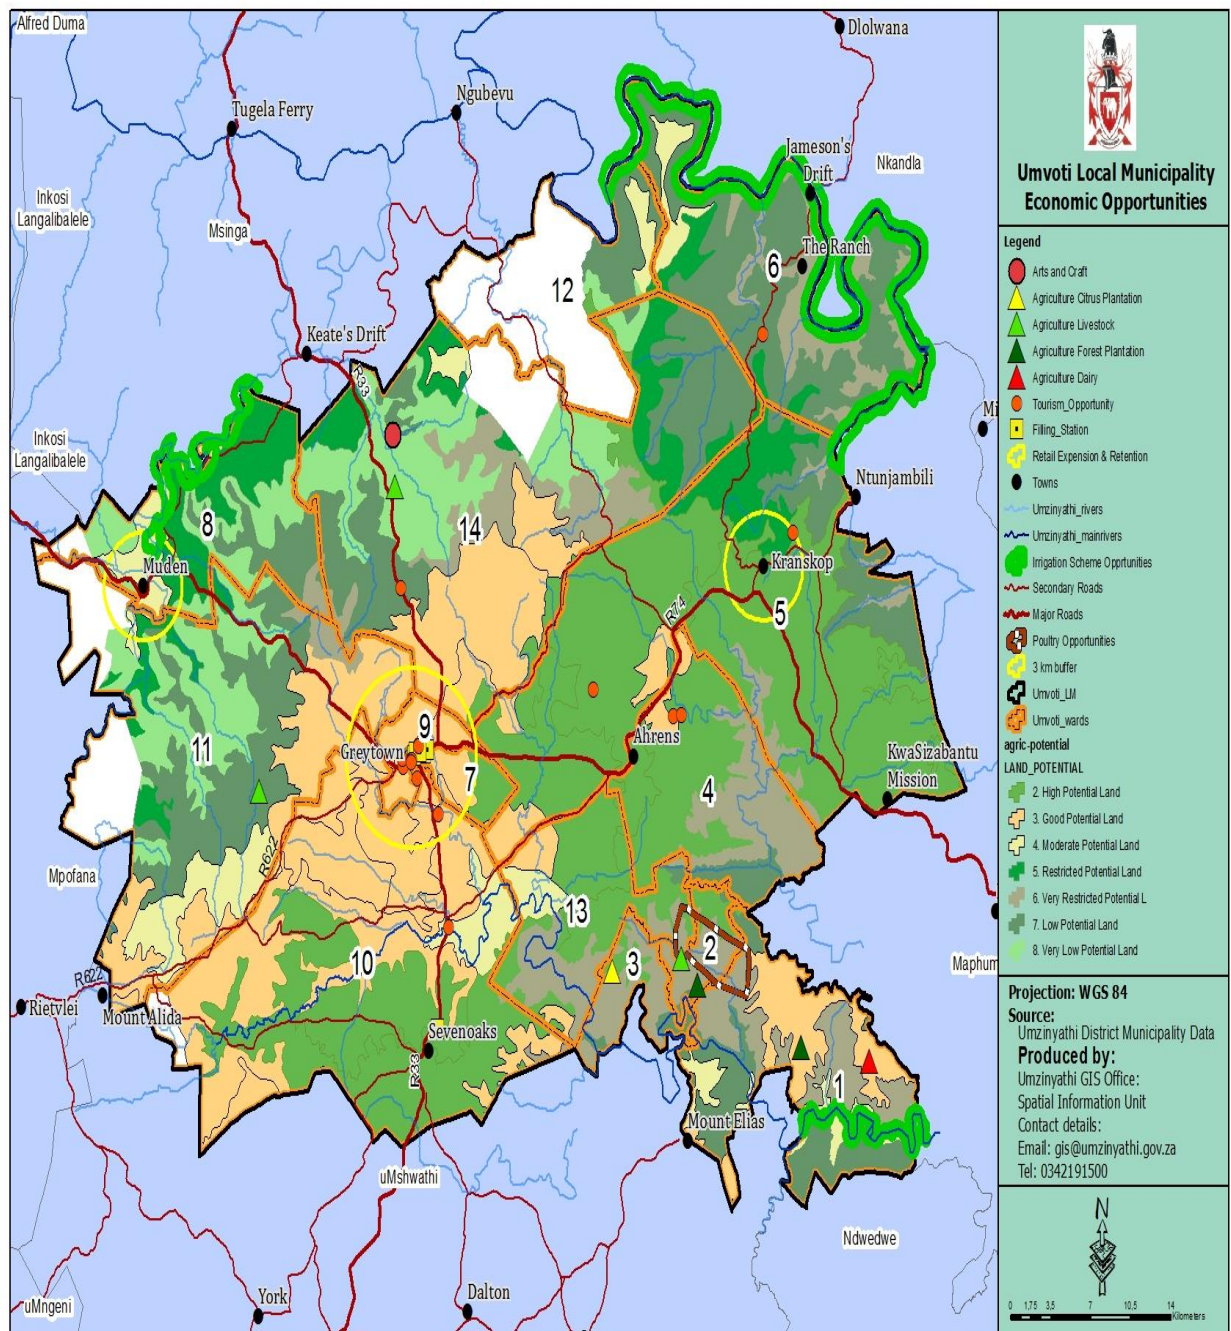 Alfred Duma
Dlolwana
Tugela Ferry
Ngubevu
Jameson's
Drift
Nkandla
Inkosi
Langalibalele
Msinga
The Ranch
6
12
Keate's Drift
R33
Inkosi
Langalibalele
Mi
Ntunjambili
8
14
Muden
Kranskop
5
R74
9
Greytown
7
Ahrens
11
4
KwaSizabantu
Mission
R622
Mpofana
13
2
3
10
Maphum
R622
Rietvlei
Mount Alida
Sevenoaks
R33
1
Mount Elias
uMshwathi
Ndwedwe
uMngeni
York
Dalton
Umvoti Local Municipality
Economic Opportunities
Legend
Arts and Craft
Agriculture Citrus Plantation
Agriculture Livestock
Agriculture Forest Plantation
Agriculture Dairy
Tourism_Opportunity
Filling_Station
Retail Expension & Retention
Towns
Umzinyathi_rivers
Umzinyathi_mainrivers
Irrigation Scheme Opprtunities
Secondary Roads
Major Roads
Poultry Opportunities
3 km buffer
Umvoti_LM
Umvoti_wards
agric-potential
LAND_POTENTIAL
2. High Potential Land
3. Good Potential Land
4. Moderate Potential Land
5. Restricted Potential Land
6. Very Restricted Potential L
7. Low Potential Land
8. Very Low Potential Land
Projection: WGS 84
Source:
Umzinyathi District Municipality Data
Produced by:
Umzinyathi GIS Office:
Spatial Information Unit
Contact details:
Email: gis@umzinyathi.gov.za
Tel: 0342191500
N
0 1,75 3,5 7 10,5 14
Kilometers